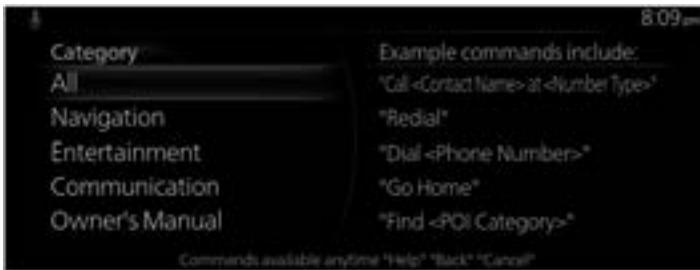 8:09 pm
Category
All
Navigation
Entertainment
Communication
Owner's Manual
Example commands include:
"Call <Contact Name> at <Number Type>"
"Redial"
"Dial <Phone Number>"
"Go Home"
"Find <POI Category>"
Commands available anytime "Help" "Back" "Cancel"